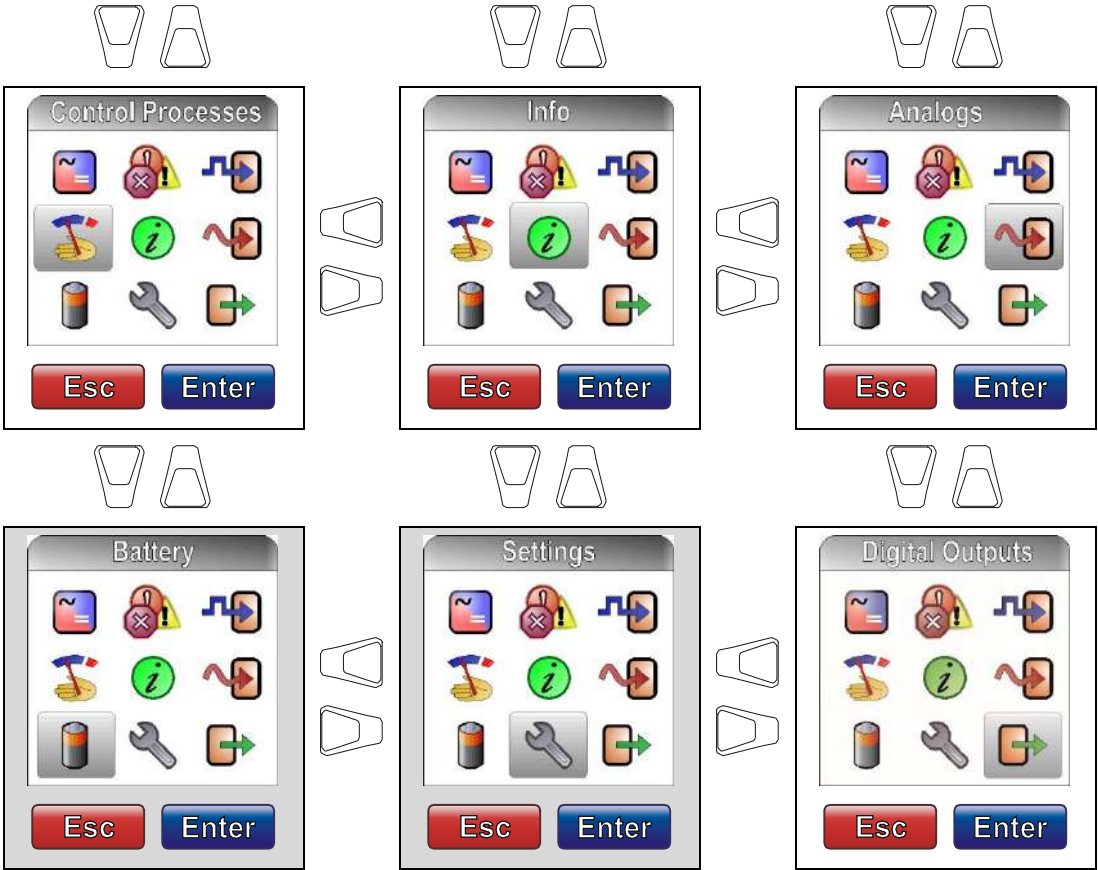 Control Processes
Info
Analogs
Esc Enter
Esc Enter
Esc Enter
Battery
Settings
Digital Outputs
Esc Enter
Esc Enter
Esc Enter